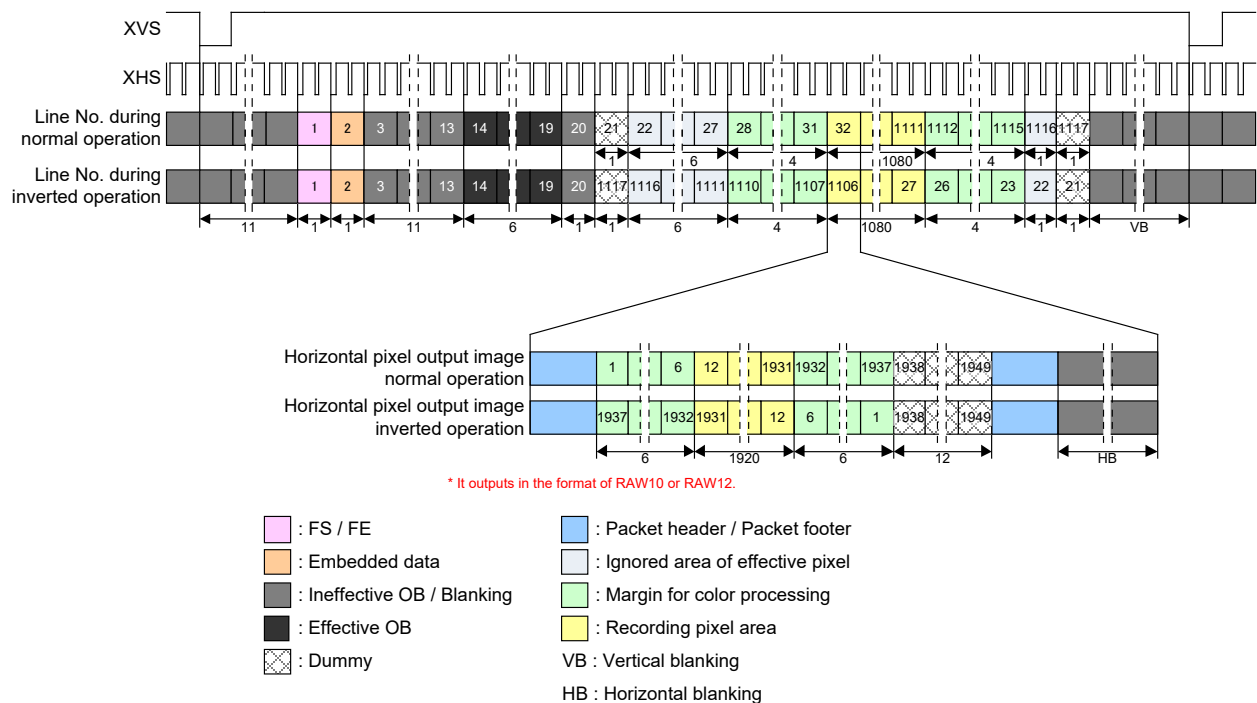 XVS
XHS
Line No. during
normal operation
1 2 3 13 14 19 20 21 22 27 28 31 32 1111 1112 1115 1116 1117
1 6 4 1080 4 1 1
Line No. during
inverted operation
1 2 3 13 14 19 20 1117 1116 1111 1110 1107 1106 27 26 23 22 21
11 1 1 11 6 1 1 6 4 1080 4 1 1 VB
Horizontal pixel output image
normal operation
1 6 12 1931 1932 1937 1938 1949
Horizontal pixel output image
inverted operation
1937 1932 1931 12 6 1 1938 1949
6 1920 6 12 HB
* It outputs in the format of RAW10 or RAW12.
: FS / FE
: Embedded data
: Ineffective OB / Blanking
: Effective OB
: Dummy
: Packet header / Packet footer
: Ignored area of effective pixel
: Margin for color processing
: Recording pixel area
VB : Vertical blanking
HB : Horizontal blanking